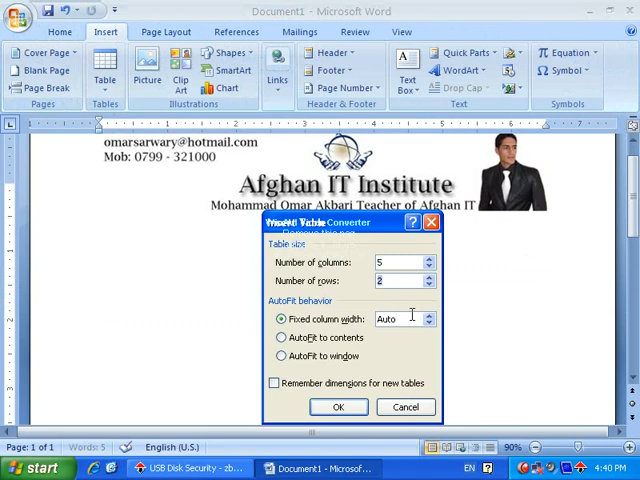 Document1 - Microsoft Word
Home Insert Page Layout References Mailings Review View
Cover Page
Blank Page
Page Break
Pages
Table
Tables
Picture
Clip Art
Shapes
SmartArt
Chart
Illustrations
Links
Header
Footer
Page Number
Header & Footer
Text Box
Quick Parts
WordArt
Drop Cap
Text
Equation
Symbol
Symbols
omarsarwary@hotmail.com
Mob: 0799 - 321000
Afghan IT Institute
Mohammad Omar Akbari Teacher of Afghan IT
Insert Table
Converter
Table size
Number of columns: 5
Number of rows: 2
AutoFit behavior
Fixed column width: Auto
AutoFit to contents
AutoFit to window
Remember dimensions for new tables
OK Cancel
Page: 1 of 1 Words: 5 English (U.S.) 90%
start USB Disk Security - zb... Document1 - Microsof... EN 4:40 PM